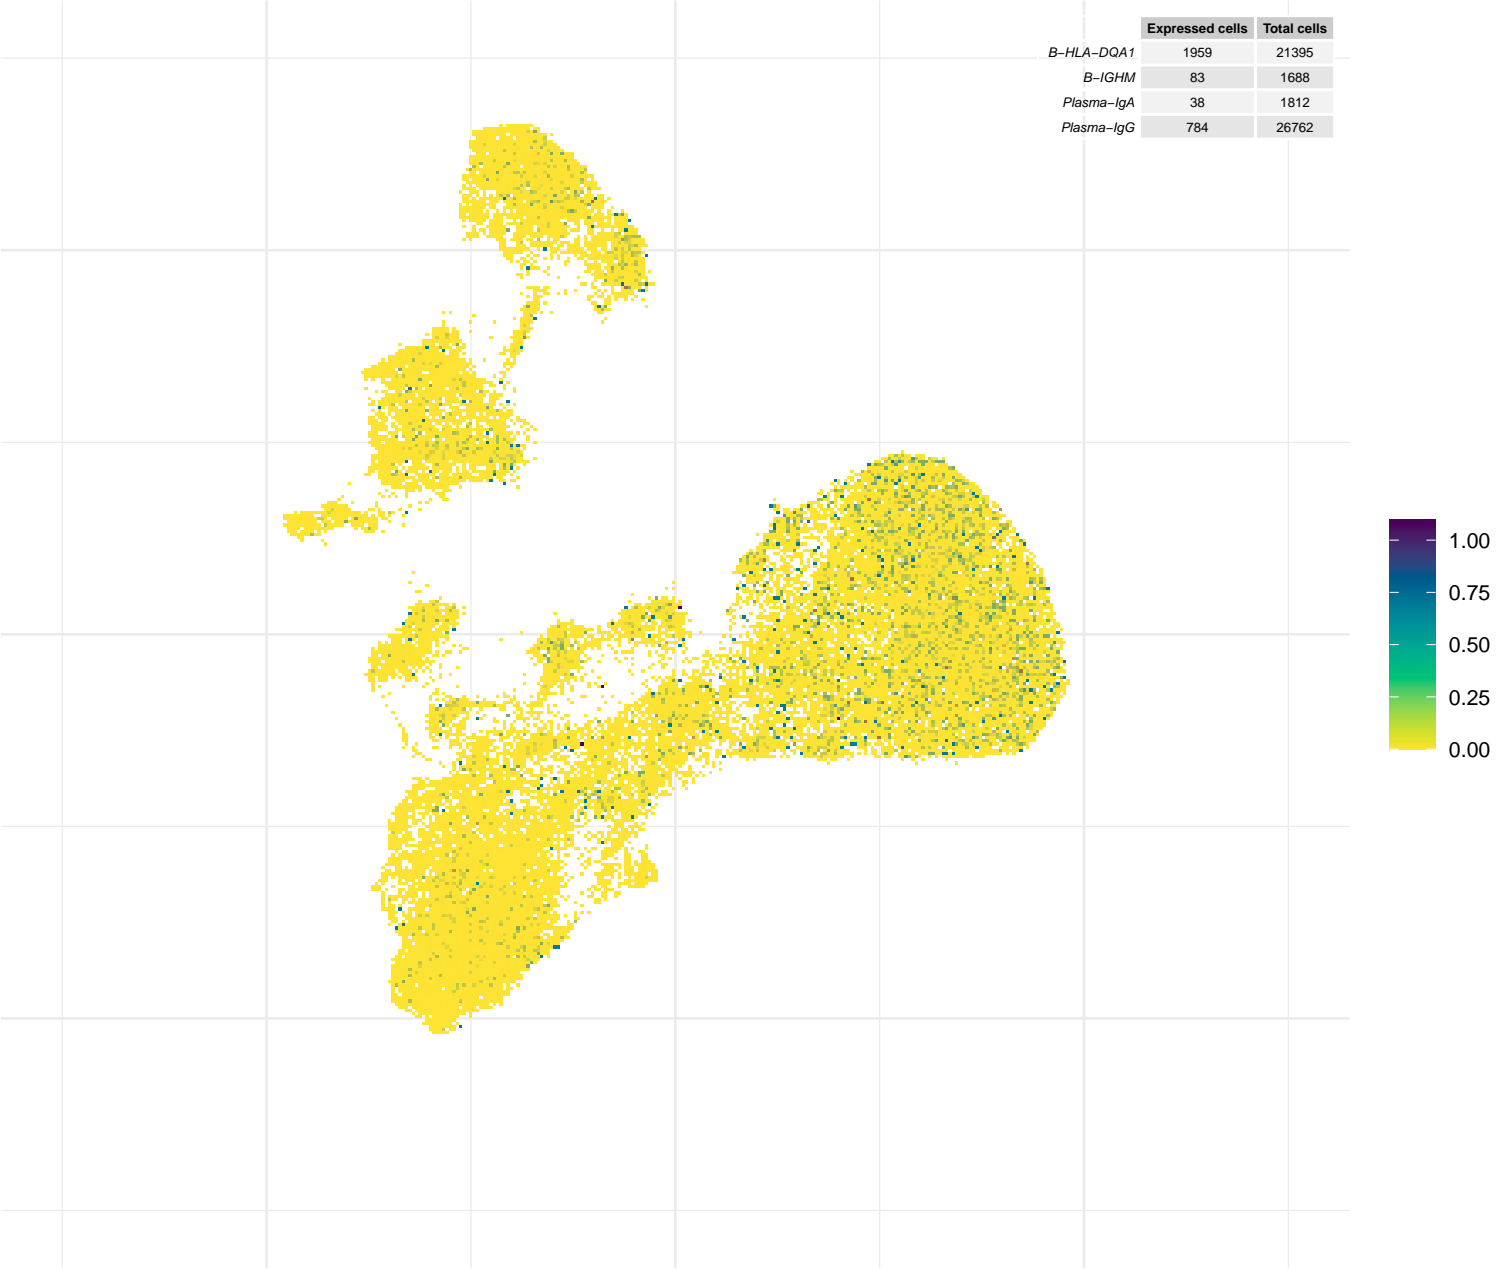 Expressed cells Total cells
B−HLA−DQA1 1959 21395
B−IGHM 83 1688
Plasma−IgA 38 1812
Plasma−IgG 784 26762
1.00
0.75
0.50
0.25
0.00